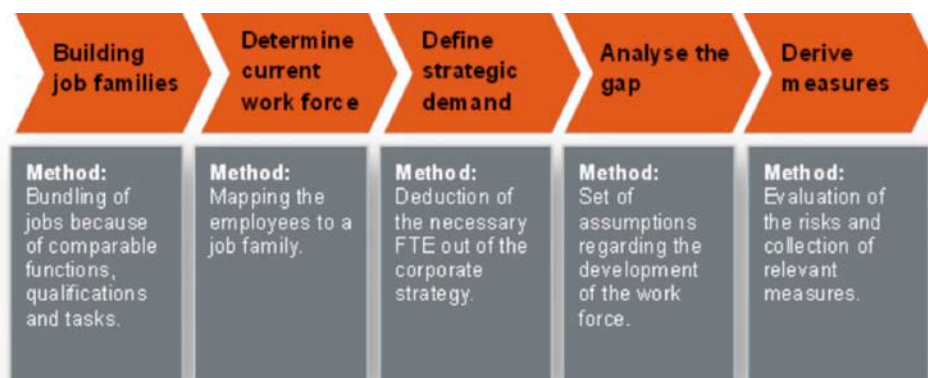 Building
job families
Determine
current
work force
Define
strategic
demand
Analyse the
gap
Derive
measures
Method:
Bundling of
jobs because
of comparable
functions,
qualifications
and tasks.
Method:
Mapping the
employees to a
job family.
Method:
Deduction of
the necessary
FTE out of the
corporate
strategy.
Method:
Set of
assumptions
regarding the
development
of the work
force.
Method:
Evaluation of
the risks and
collection of
relevant
measures.